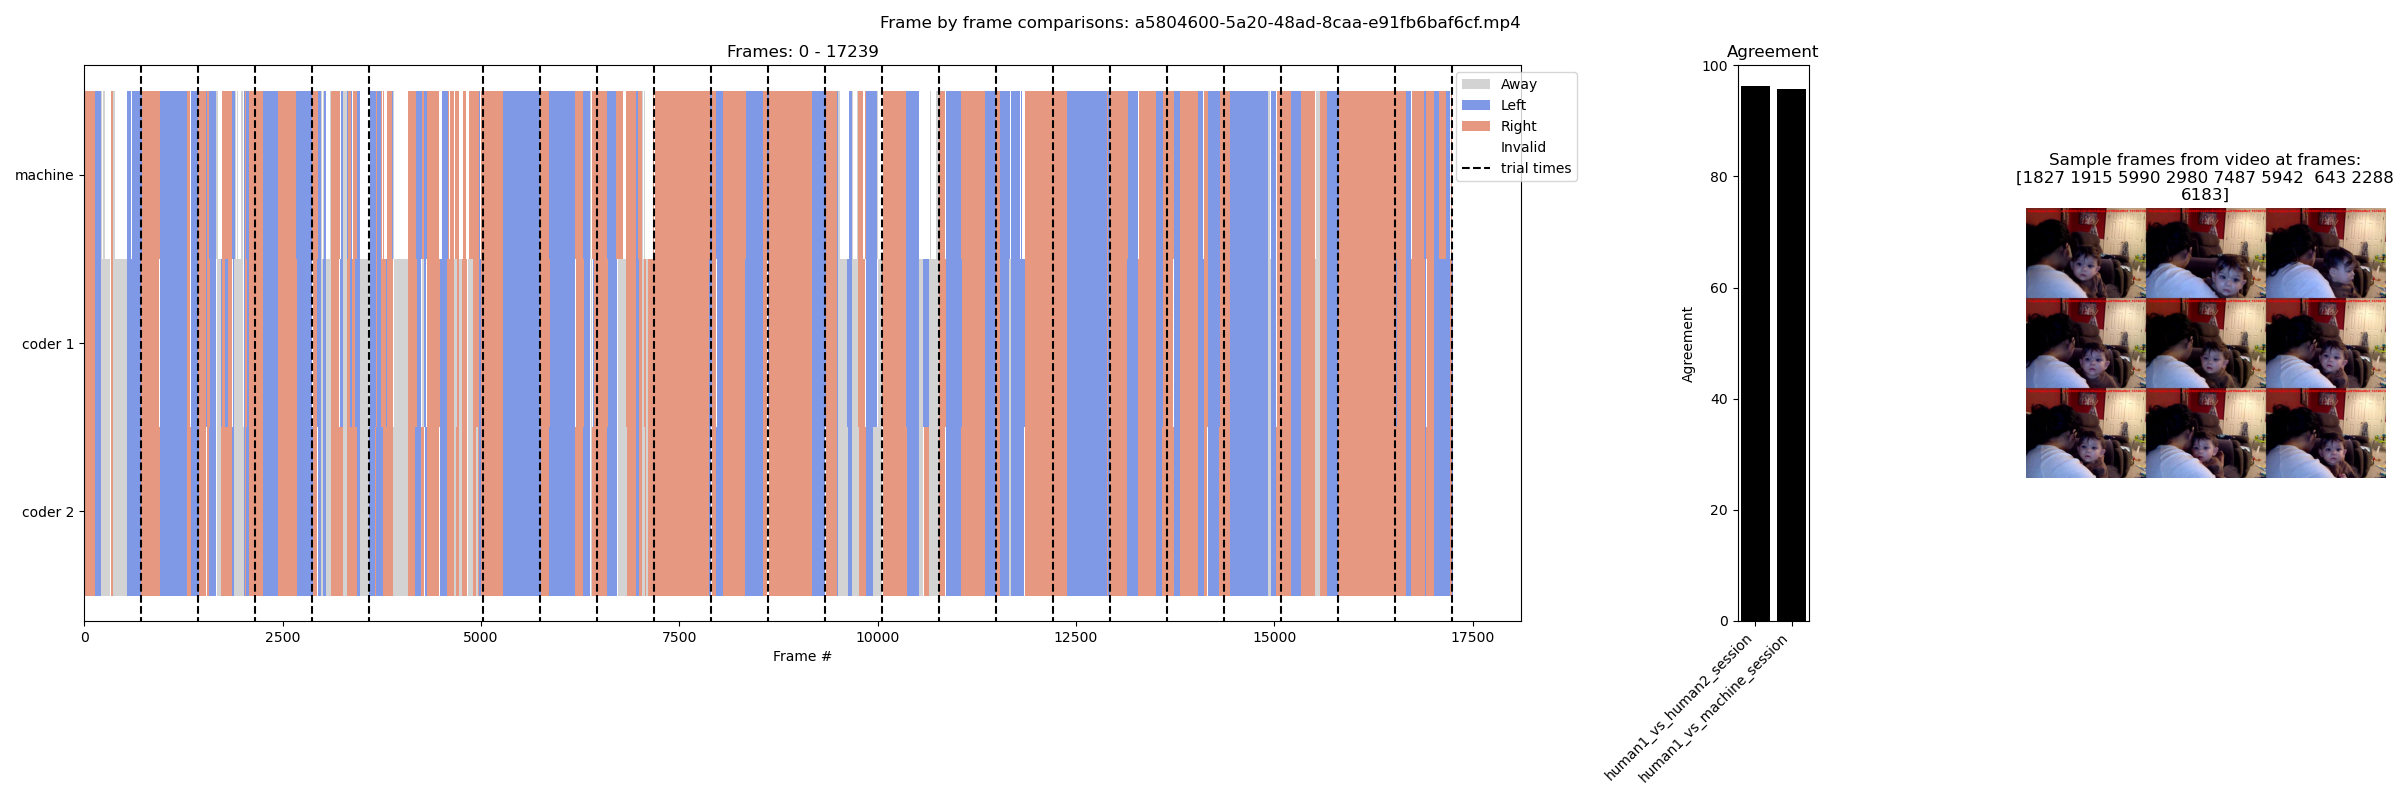 Frame by frame comparisons: a5804600-5a20-48ad-8caa-e91fb6baf6cf.mp4
Frames: 0 - 17239
machine
coder 1
coder 2
0
2500
5000
7500
10000
12500
15000
17500
Frame #
Away
Left
Right
Invalid
trial times
Agreement
100
80
60
40
20
0
Agreement
human1_vs_human2_session
human1_vs_machine_session
Sample frames from video at frames:
[1827 1915 5990 2980 7487 5942  643 2288
6183]